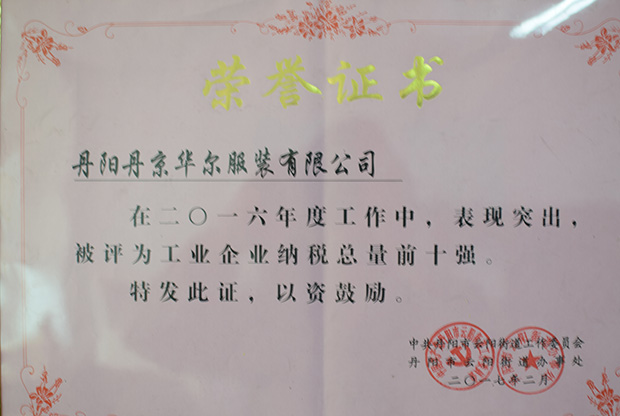 荣誉证书
丹阳丹京华尔服装有限公司
在二〇一六年度工作中，表现突出，
被评为工业企业纳税总量前十强。
特发此证，以资鼓励。
中共丹阳市云阳街道工作委员会
丹阳市云阳街道办事处
二〇一七年二月